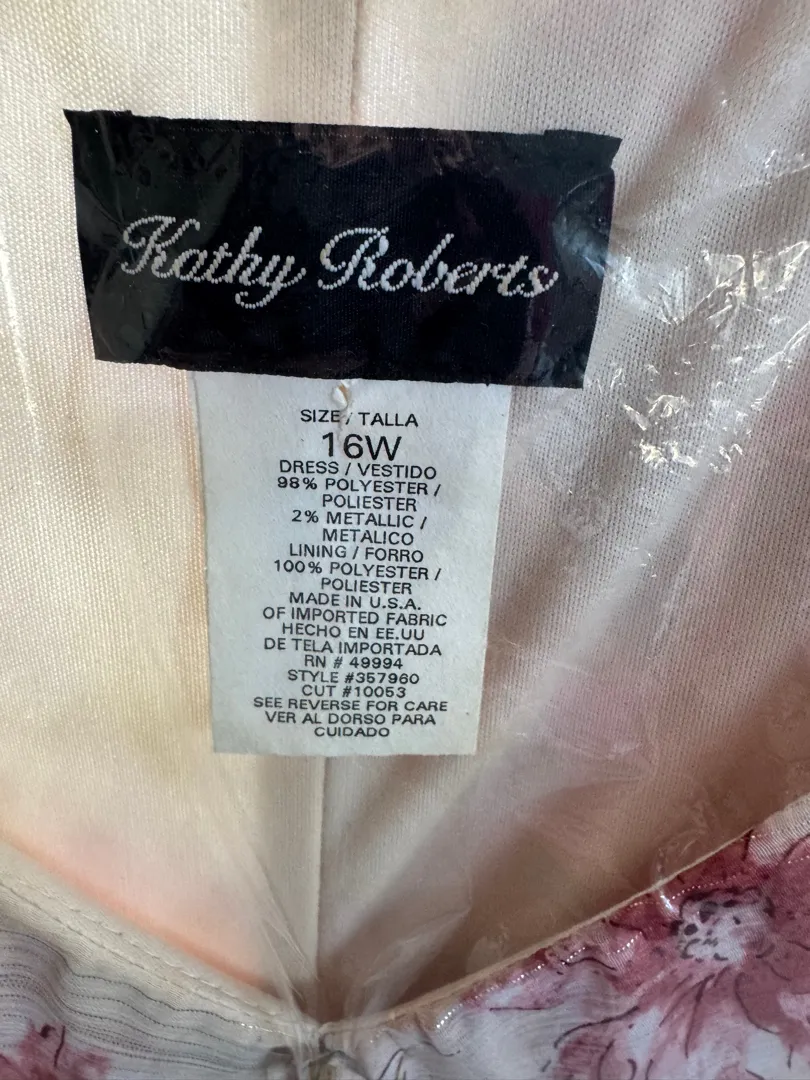 Kathy Roberts
SIZE / TALLA
16W
DRESS / VESTIDO
98% POLYESTER /
POLIESTER
2% METALLIC /
METALICO
LINING / FORRO
100% POLYESTER /
POLIESTER
MADE IN U.S.A.
OF IMPORTED FABRIC
HECHO EN EE.UU
DE TELA IMPORTADA
RN # 49994
STYLE #357960
CUT #10053
SEE REVERSE FOR CARE
VER AL DORSO PARA
CUIDADO